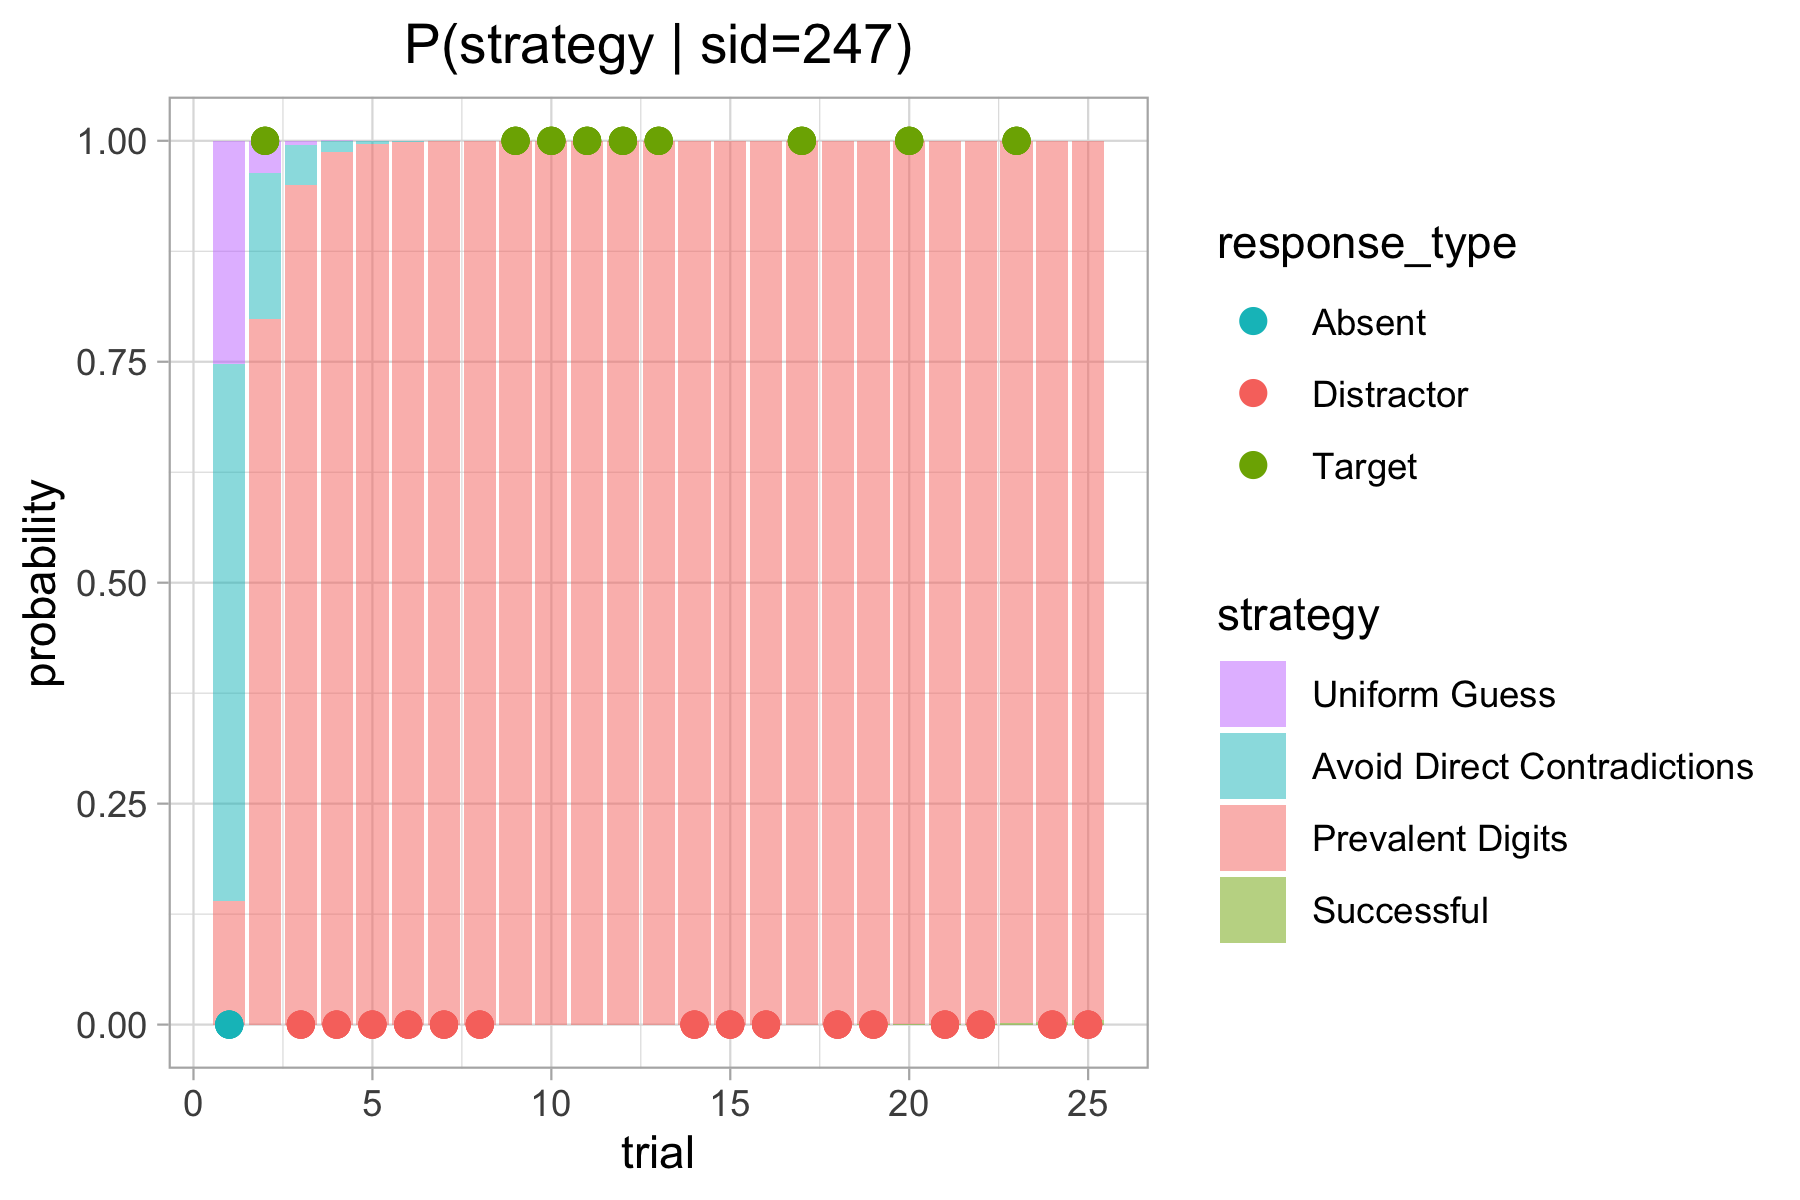 P(strategy | sid=247)
1.00
0.75
0.50
0.25
0.00
probability
0 5 10 15 20 25
trial
response_type
Absent
Distractor
Target
strategy
Uniform Guess
Avoid Direct Contradictions
Prevalent Digits
Successful